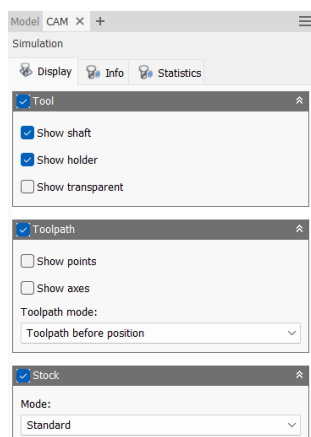 Model CAM × +
Simulation
Display Info Statistics
Tool
Show shaft
Show holder
Show transparent
Toolpath
Show points
Show axes
Toolpath mode:
Toolpath before position
Stock
Mode:
Standard